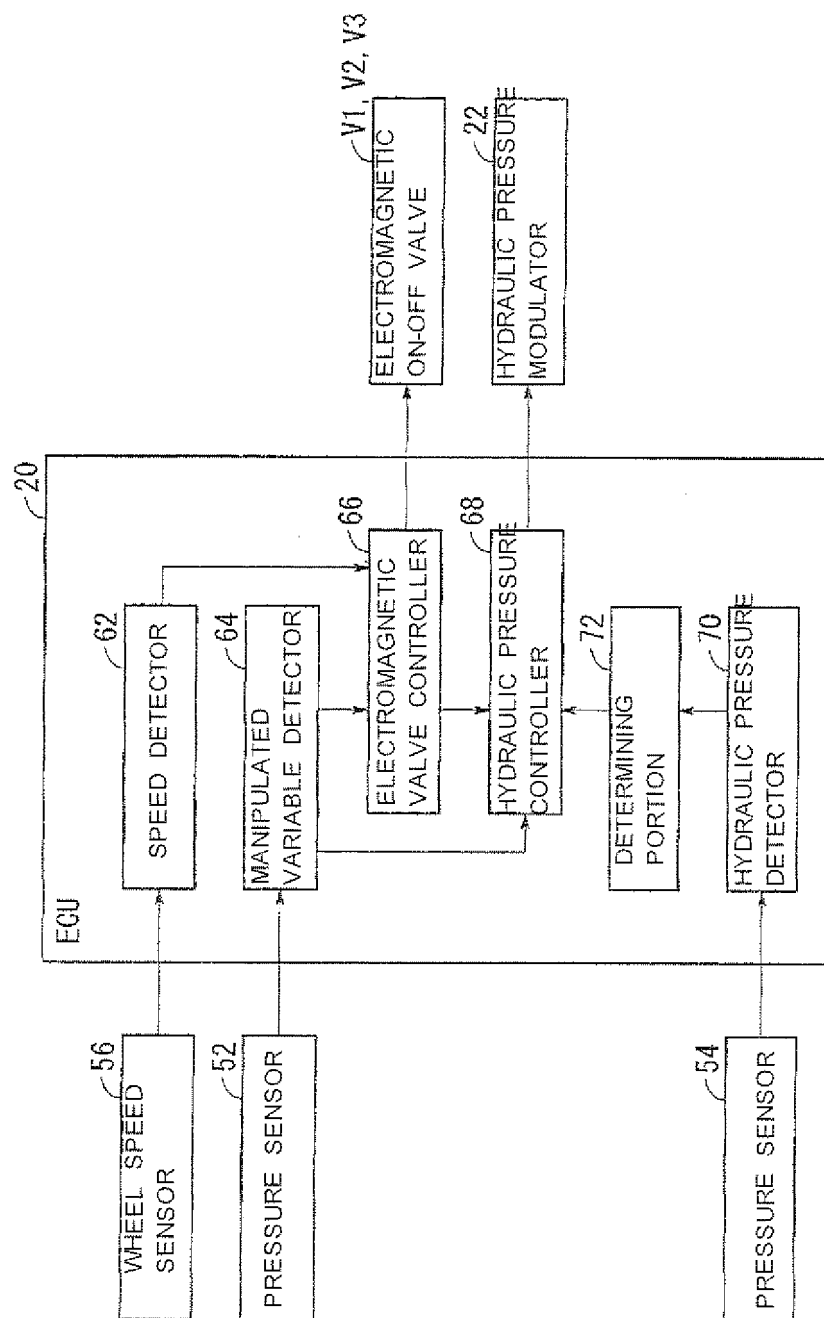 56
WHEEL SPEED
SENSOR
52
PRESSURE SENSOR
54
PRESSURE SENSOR
20
ECU
62
SPEED DETECTOR
64
MANIPULATED
VARIABLE DETECTOR
66
ELECTROMAGNETIC
VALVE CONTROLLER
68
HYDRAULIC PRESSURE
CONTROLLER
72
DETERMINING
PORTION
70
HYDRAULIC PRESSURE
DETECTOR
V1, V2, V3
ELECTROMAGNETIC
ON-OFF VALVE
22
HYDRAULIC PRESSURE
MODULATOR